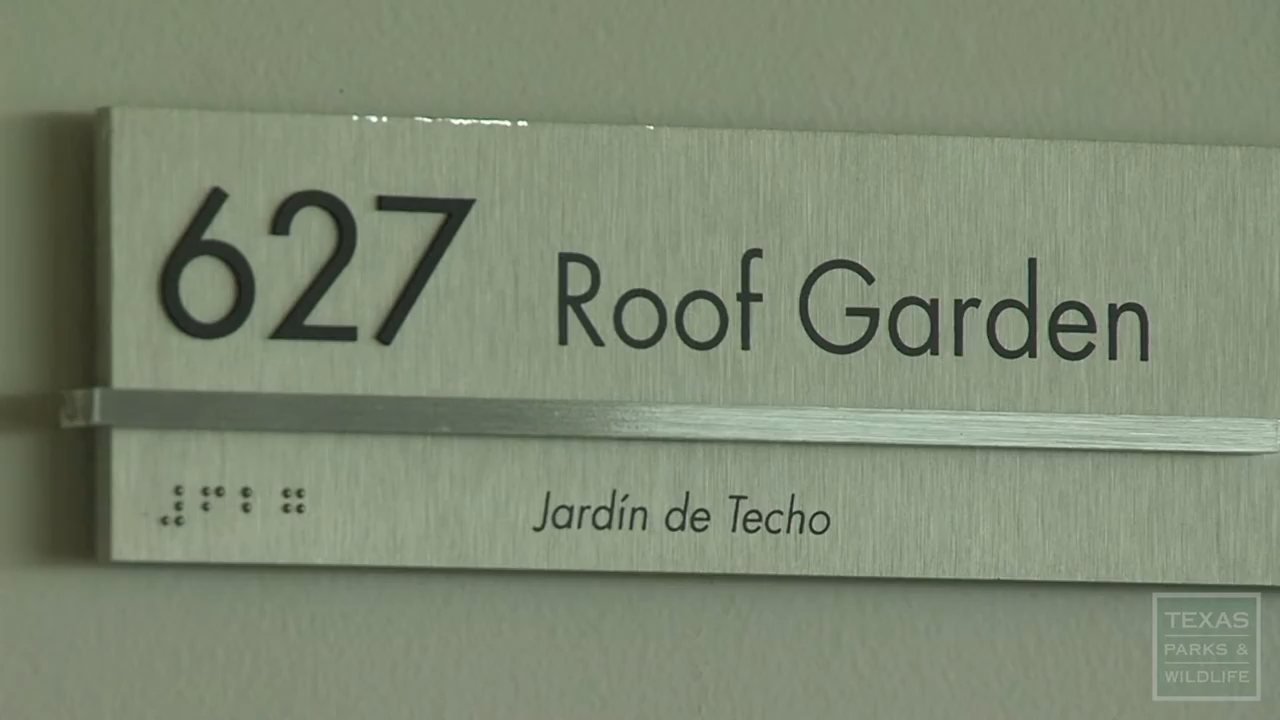 627 Roof Garden
⠼⠋⠃⠛
Jardín de Techo
TEXAS
PARKS &
WILDLIFE